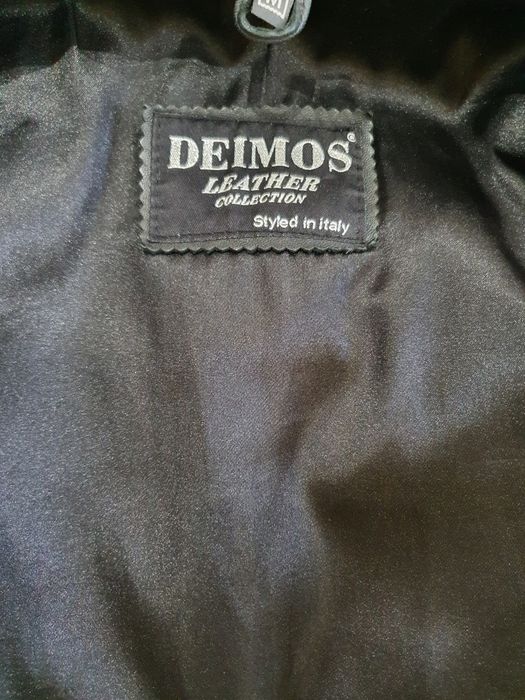 M
DEIMOS®
LEATHER
COLLECTION
Styled in italy